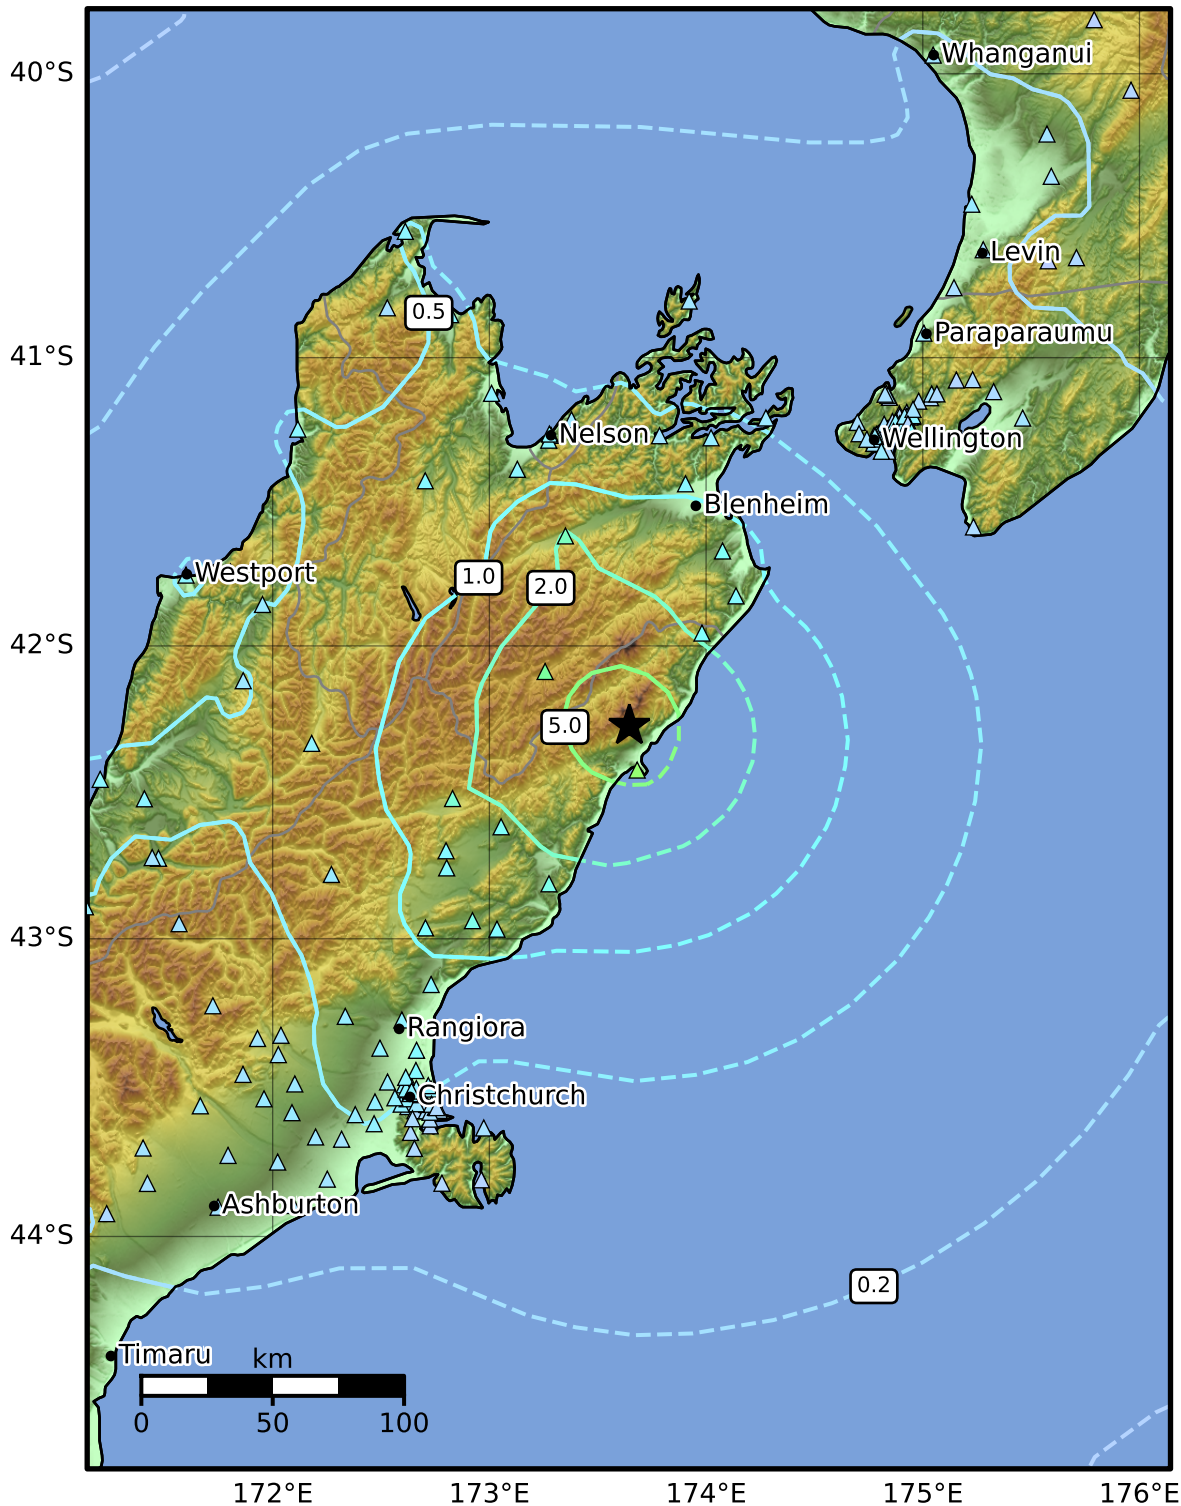 Whanganui
40°S
Levin
0.5
Paraparaumu
41°S
Nelson
Wellington
Blenheim
Westport
1.0
2.0
42°S
5.0
43°S
Rangiora
Christchurch
Ashburton
44°S
0.2
Timaru
km
0 50 100
172°E 173°E 174°E 175°E 176°E